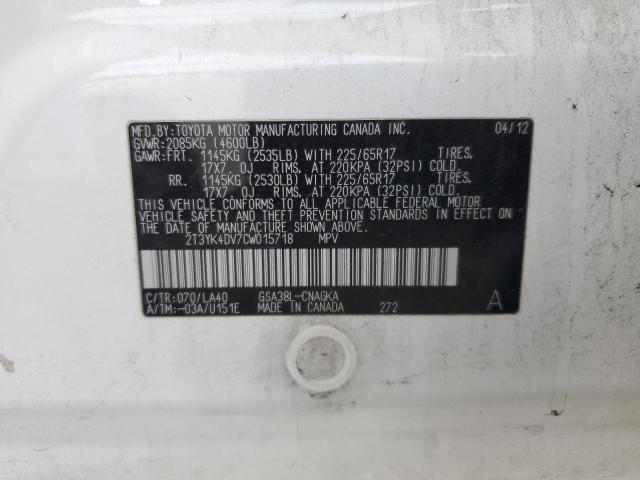 MFD.BY:TOYOTA MOTOR MANUFACTURING CANADA INC. 04/12
GVWR:2085KG (4600LB)
GAWR:FRT. 1145KG (2535LB) WITH 225/65R17 TIRES,
17X7 OJ RIMS, AT 220KPA (32PSI) COLD.
RR. 1145KG (2530LB) WITH 225/65R17 TIRES,
17X7 OJ RIMS, AT 220KPA (32PSI) COLD.
THIS VEHICLE CONFORMS TO ALL APPLICABLE FEDERAL MOTOR
VEHICLE SAFETY AND THEFT PREVENTION STANDARDS IN EFFECT
ON THE DATE OF MANUFACTURE SHOWN ABOVE.
2T3YK4DV7CW015718 MPV
C/TR:070/LA40 GSA38L-CNAGKA
A/TM:-03A/U151E MADE IN CANADA 272 A